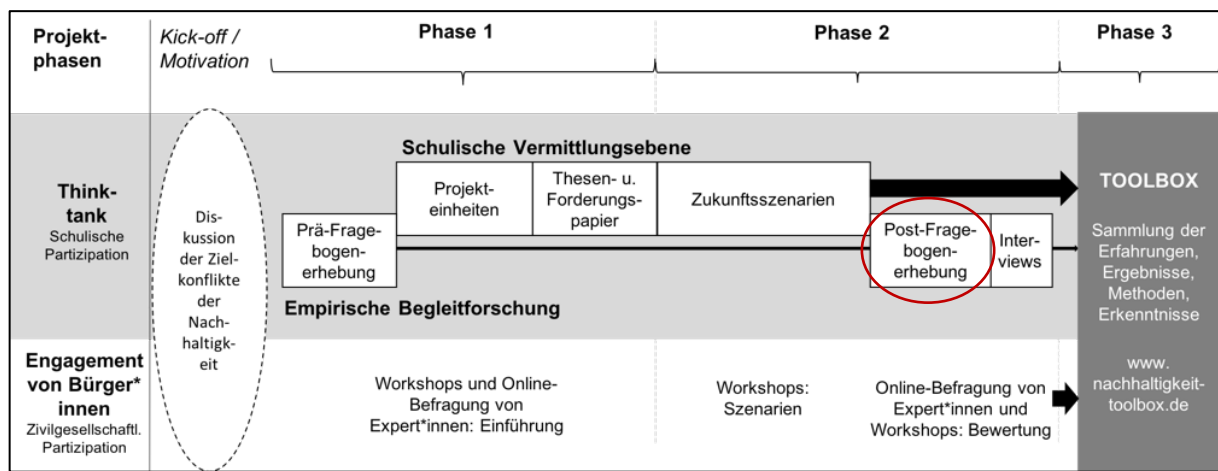 Projekt-
phasen
Kick-off /
Motivation
Phase 1
Phase 2
Phase 3
Think-
tank
Schulische
Partizipation
Dis-
kussion
der Ziel-
konflikte
der
Nach-
haltigk-
eit
Schulische Vermittlungsebene
Prä-Frage-
bogen-
erhebung
Projekt-
einheiten
Thesen- u.
Forderungs-
papier
Zukunftsszenarien
Post-Frage-
bogen-
erhebung
Inter-
views
Empirische Begleitforschung
TOOLBOX
Sammlung der
Erfahrungen,
Ergebnisse,
Methoden,
Erkenntnisse
www.
nachhaltigkeit-
toolbox.de
Engagement
von Bürger*
innen
Zivilgesellschaftl.
Partizipation
Workshops und Online-
Befragung von
Expert*innen: Einführung
Workshops:
Szenarien
Online-Befragung von
Expert*innen und
Workshops: Bewertung